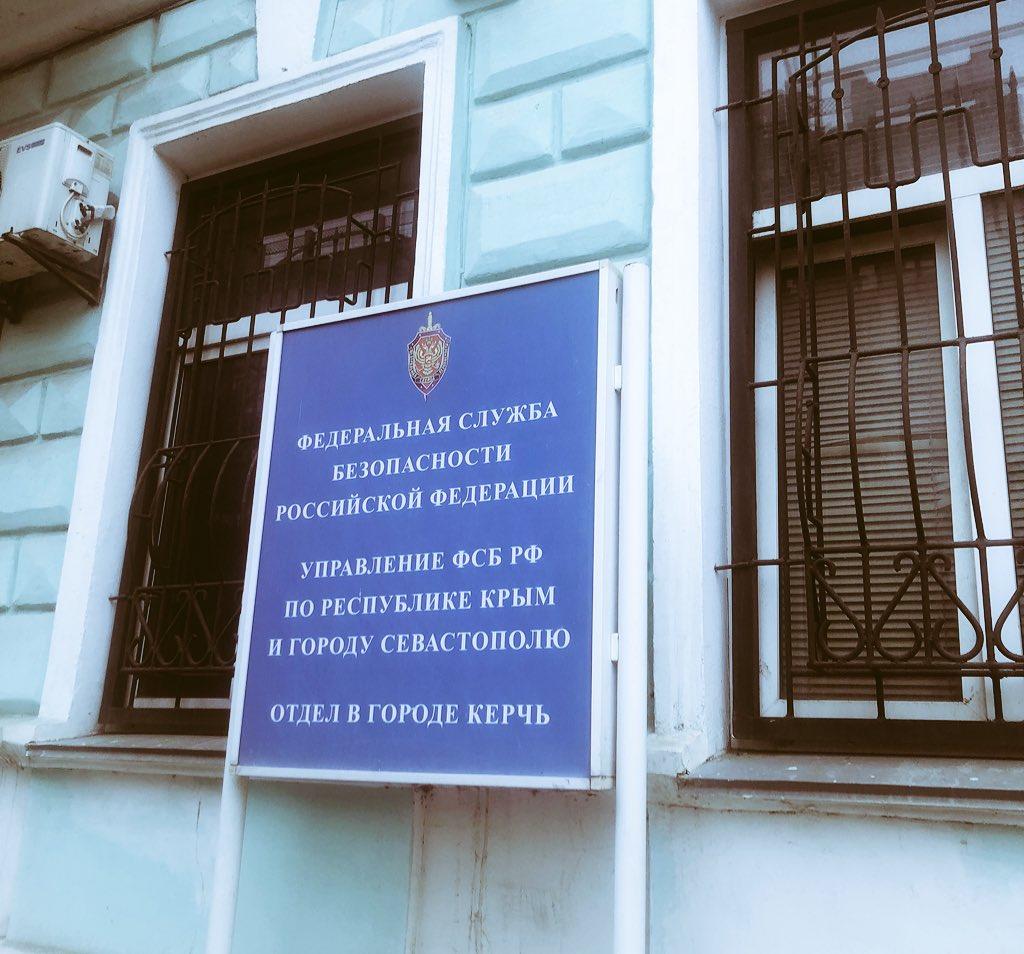 ФЕДЕРАЛЬНАЯ СЛУЖБА
БЕЗОПАСНОСТИ
РОССИЙСКОЙ ФЕДЕРАЦИИ
УПРАВЛЕНИЕ ФСБ РФ
ПО РЕСПУБЛИКЕ КРЫМ
И ГОРОДУ СЕВАСТОПОЛЮ
ОТДЕЛ В ГОРОДЕ КЕРЧЬ